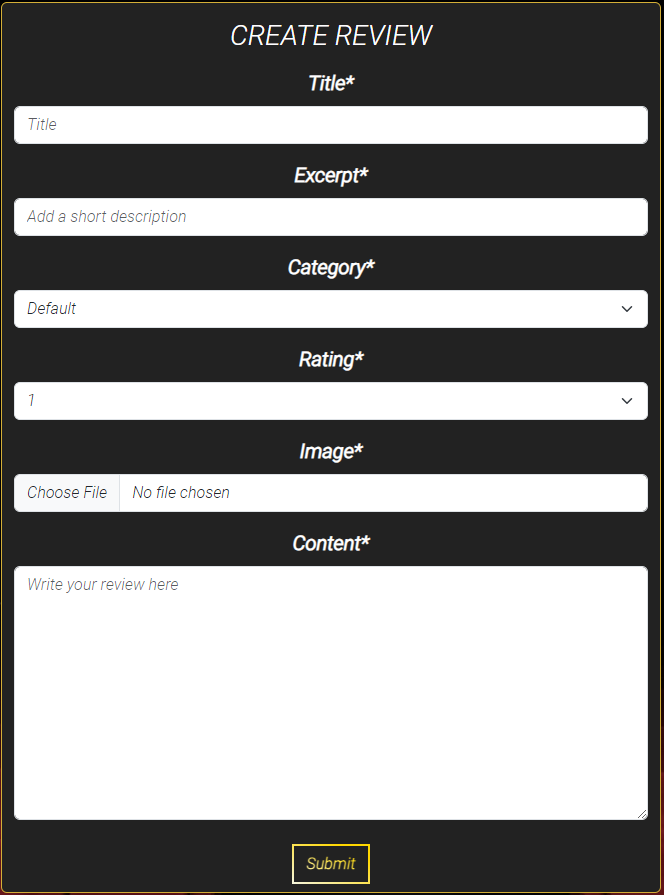 CREATE REVIEW
Title*
Title
Excerpt*
Add a short description
Category*
Default
Rating*
1
Image*
Choose File No file chosen
Content*
Write your review here
Submit